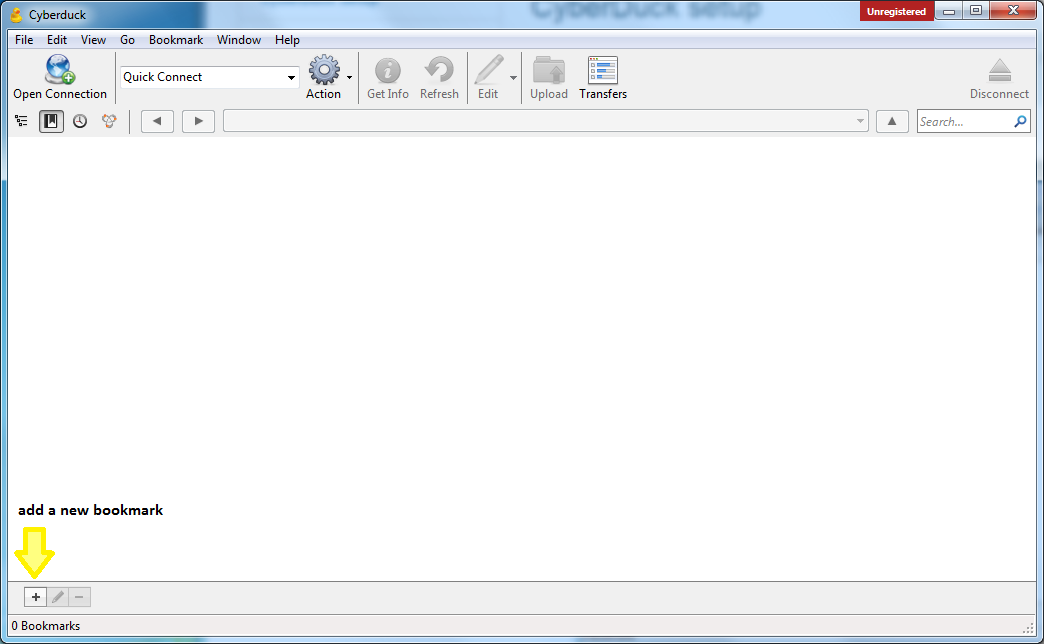 CyberDuck setup
Cyberduck
Unregistered
File Edit View Go Bookmark Window Help
Quick Connect
Open Connection Action Get Info Refresh Edit Upload Transfers Disconnect
Search...
add a new bookmark
0 Bookmarks